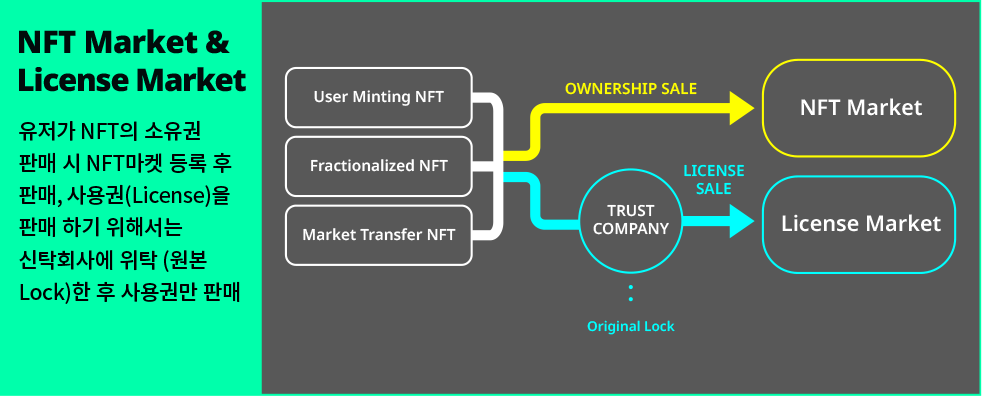 NFT Market &
License Market
유저가 NFT의 소유권
판매 시 NFT마켓 등록 후
판매, 사용권(License)을
판매 하기 위해서는
신탁회사에 위탁 (원본
Lock)한 후 사용권만 판매
User Minting NFT
Fractionalized NFT
Market Transfer NFT
OWNERSHIP SALE
NFT Market
TRUST
COMPANY
LICENSE
SALE
License Market
Original Lock